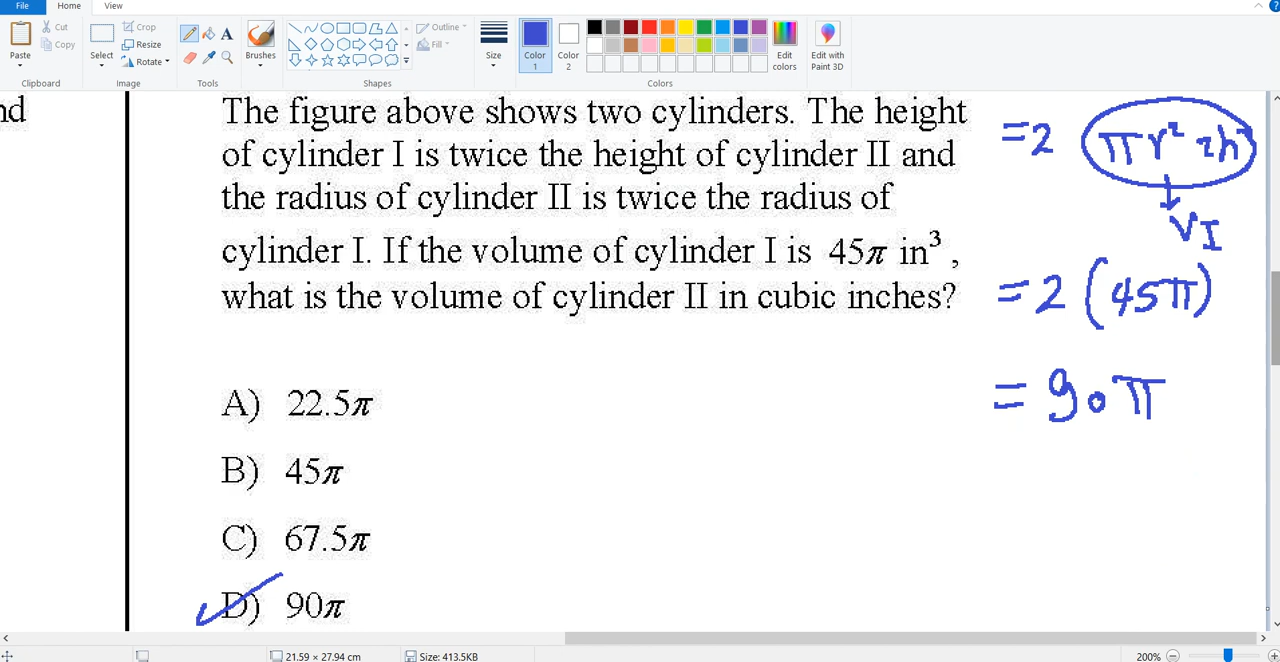 File Home View
Paste
Cut
Copy
Clipboard
Select
Crop
Resize
Rotate
Image
A
Tools
Brushes
Outline
Fill
Shapes
Size
Color 1
Color 2
Colors
Edit colors
Edit with Paint 3D
nd
The figure above shows two cylinders. The height
of cylinder I is twice the height of cylinder II and
the radius of cylinder II is twice the radius of
cylinder I. If the volume of cylinder I is 45π in³,
what is the volume of cylinder II in cubic inches?
A) 22.5π
B) 45π
C) 67.5π
D) 90π
=2 πr² 2h
VI
=2(45π)
=90π
21.59 × 27.94 cm
Size: 413.5KB
200%